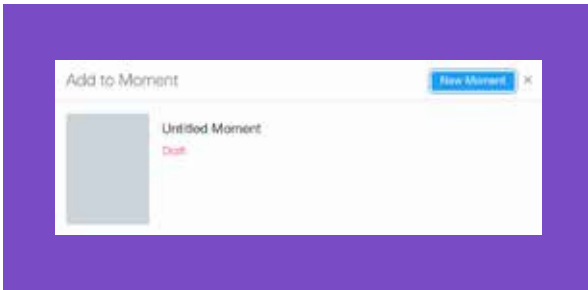 Add to Moment
New Moment ×
Untitled Moment
Draft